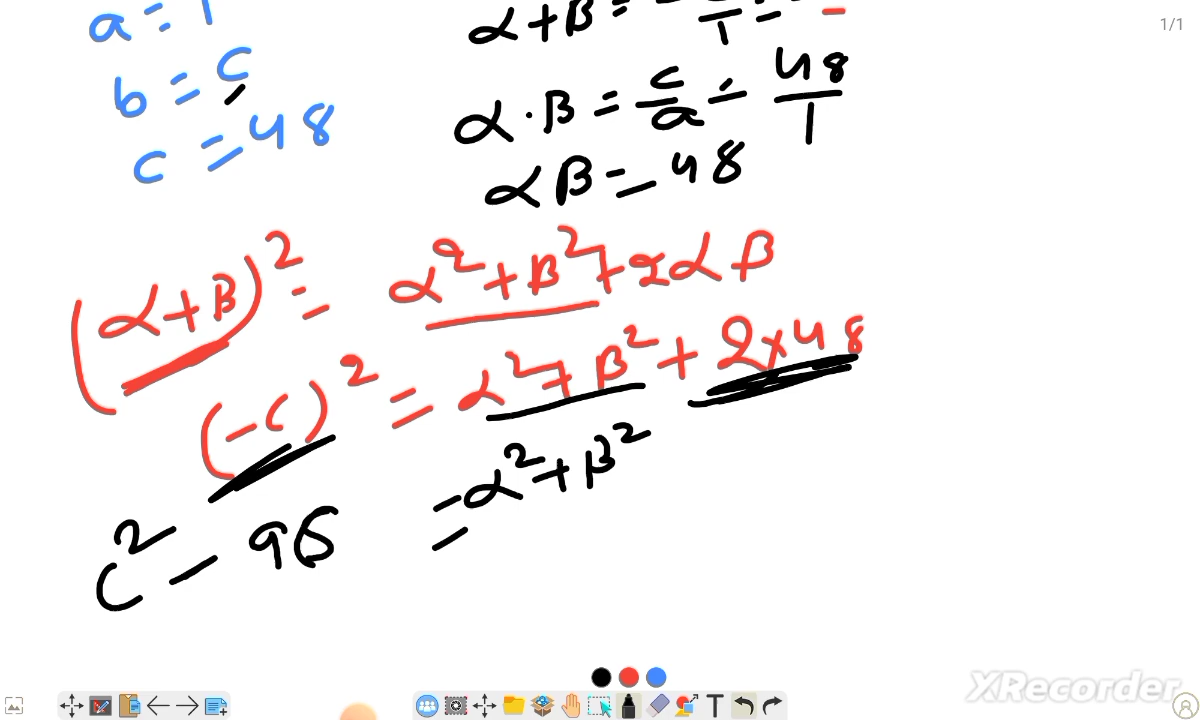 a = 1
b = c
c = 48
α + β =
α · β = c/a = 48/1
αβ = 48
(α + β)² = α² + β² + 2αβ
(-c)² = α² + β² + 2×48
c² - 96 = α² + β²
1/1
XRecorder